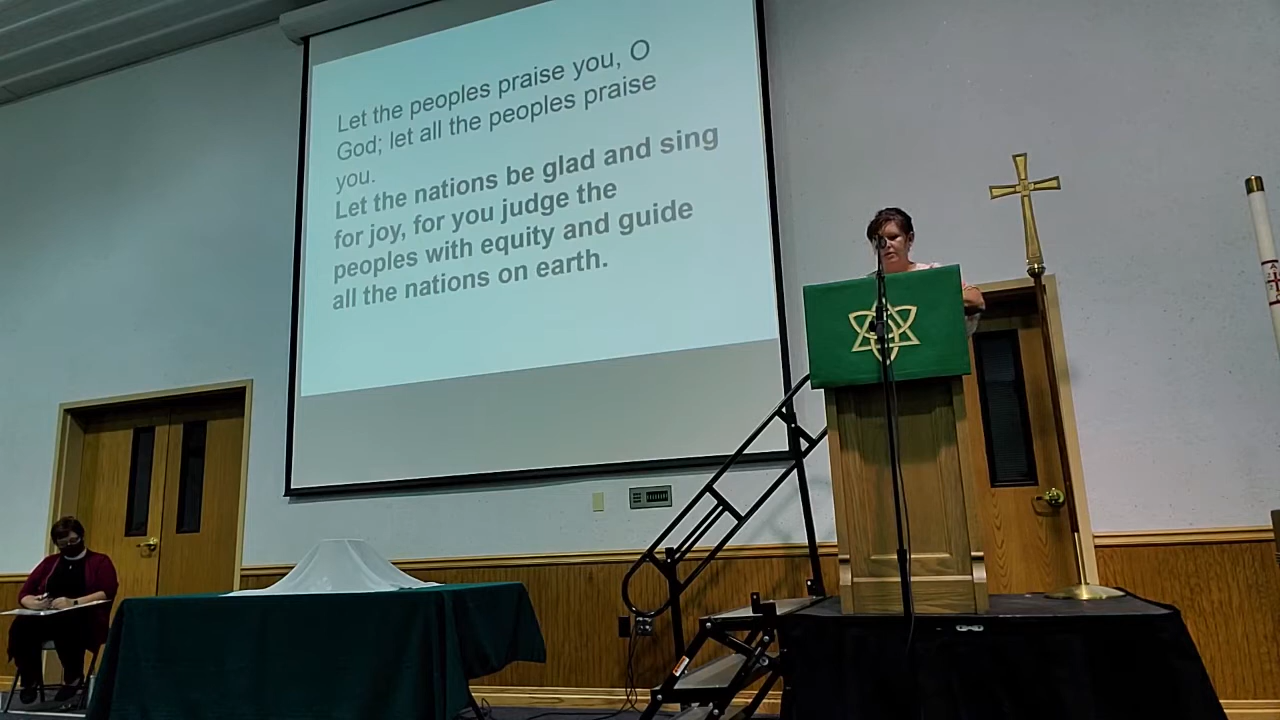 Let the peoples praise you, O
God; let all the peoples praise
you.
Let the nations be glad and sing
for joy, for you judge the
peoples with equity and guide
all the nations on earth.